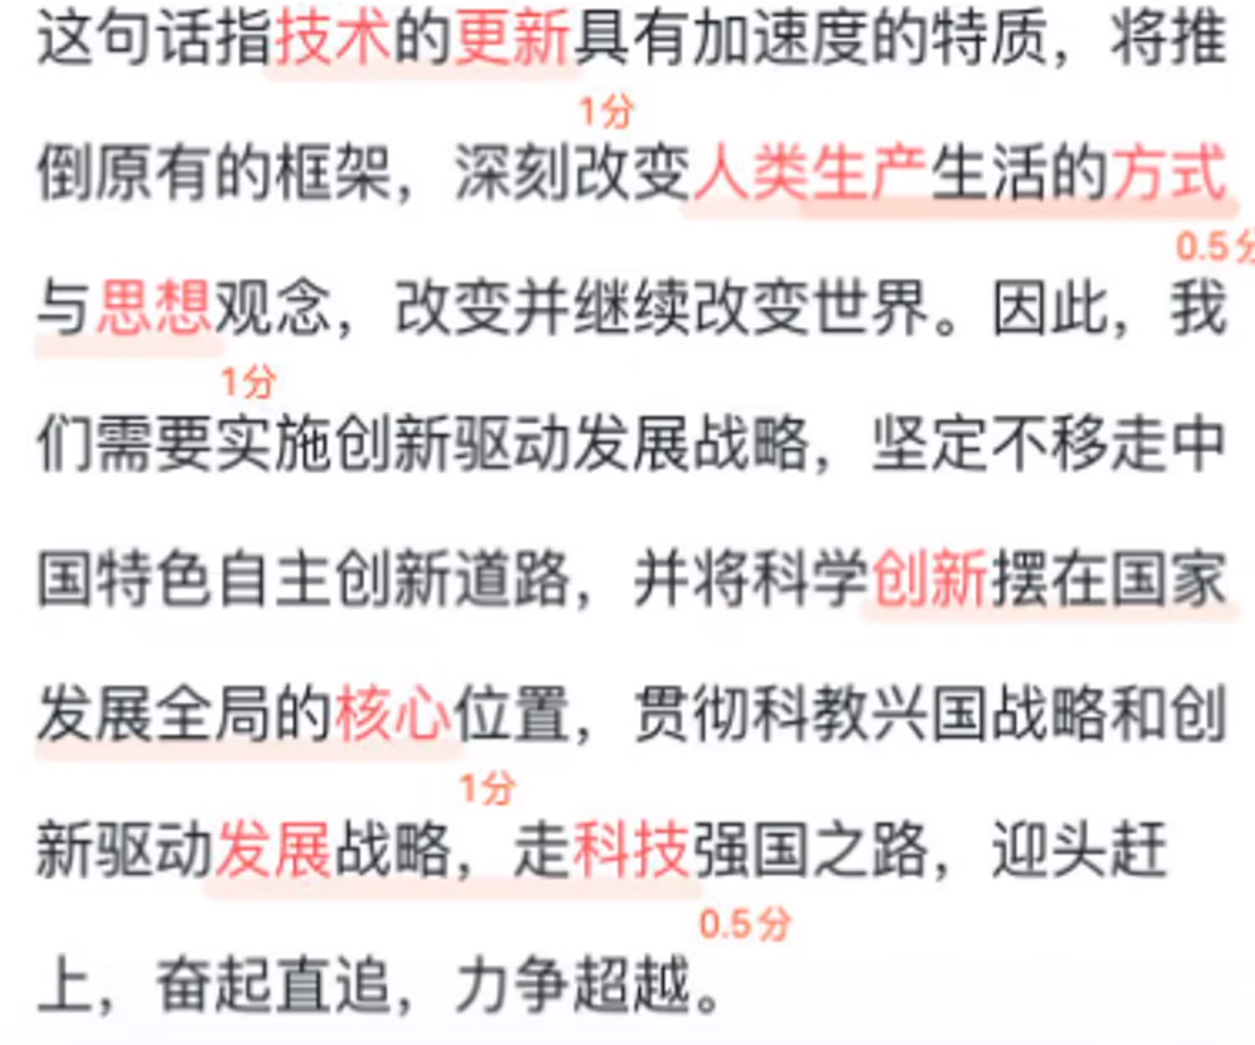 这句话指技术的更新具有加速度的特质，将推
1分
倒原有的框架，深刻改变人类生产生活的方式
0.5分
与思想观念，改变并继续改变世界。因此，我
1分
们需要实施创新驱动发展战略，坚定不移走中
国特色自主创新道路，并将科学创新摆在国家
发展全局的核心位置，贯彻科教兴国战略和创
1分
新驱动发展战略，走科技强国之路，迎头赶
0.5分
上，奋起直追，力争超越。